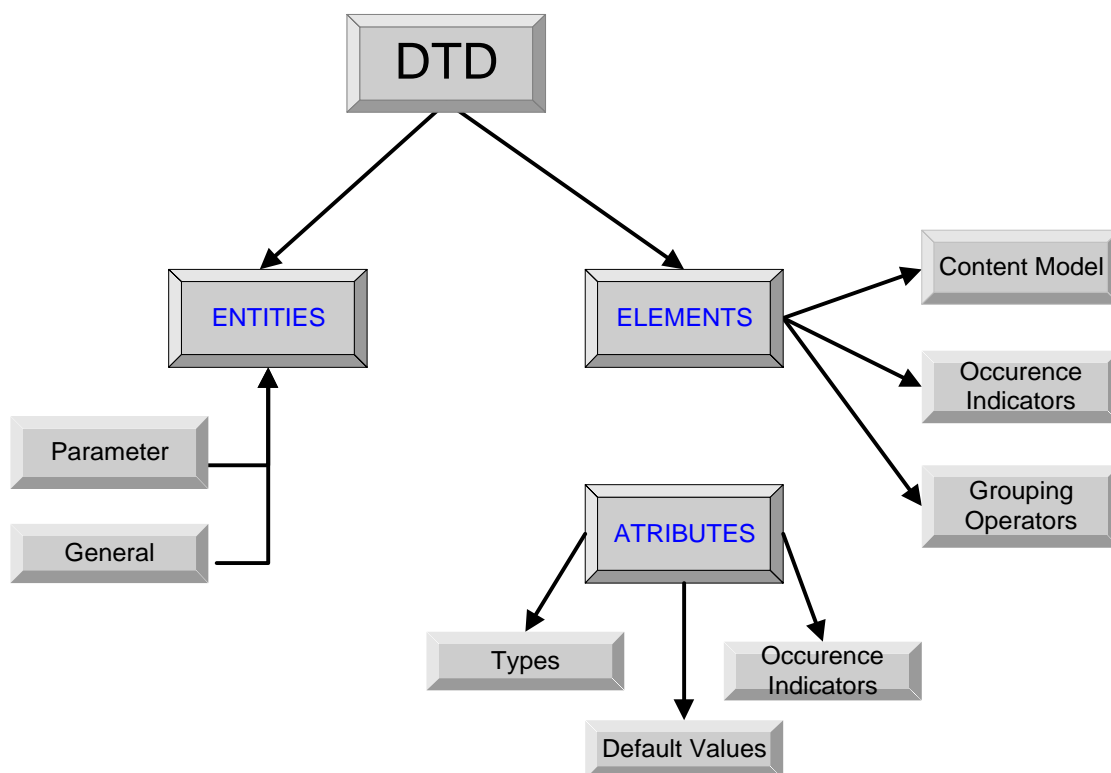 DTD
ENTITIES
ELEMENTS
Content Model
Occurence
Indicators
Grouping
Operators
Parameter
General
ATRIBUTES
Types
Default Values
Occurence
Indicators